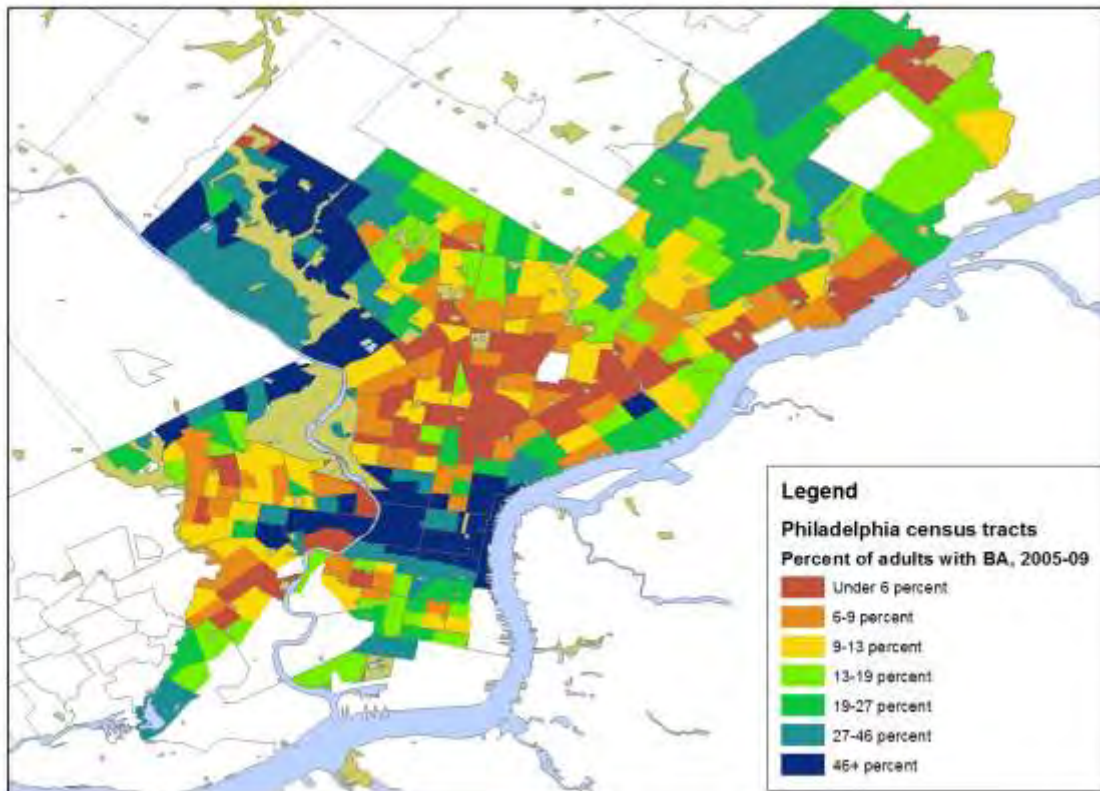 Legend
Philadelphia census tracts
Percent of adults with BA, 2005-09
Under 6 percent
6-9 percent
9-13 percent
13-19 percent
19-27 percent
27-46 percent
46+ percent